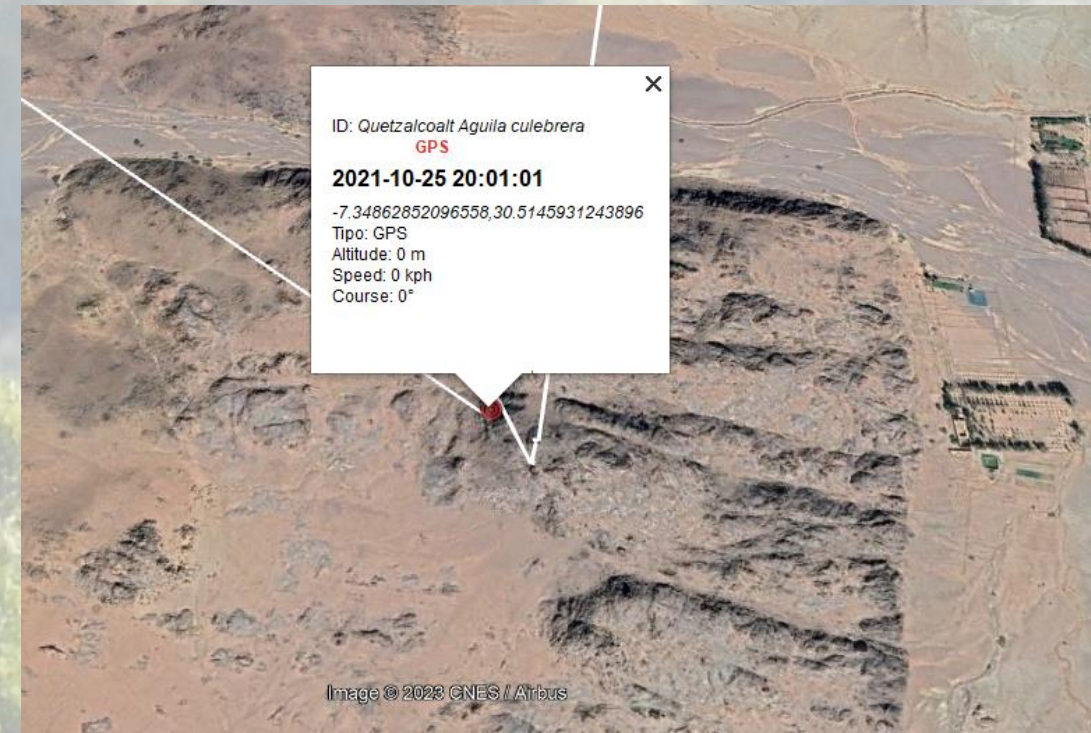 ID: Quetzalcoalt Aguila culebrera
GPS
2021-10-25 20:01:01
-7.34862852096558,30.5145931243896
Tipo: GPS
Altitude: 0 m
Speed: 0 kph
Course: 0°
Image © 2023 CNES / Airbus